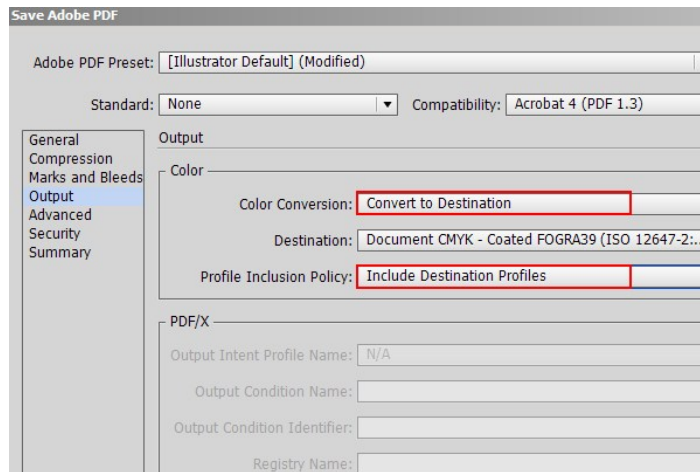 Save Adobe PDF
Adobe PDF Preset: [Illustrator Default] (Modified)
Standard: None Compatibility: Acrobat 4 (PDF 1.3)
General
Compression
Marks and Bleeds
Output
Advanced
Security
Summary
Output
Color
Color Conversion: Convert to Destination
Destination: Document CMYK - Coated FOGRA39 (ISO 12647-2:..
Profile Inclusion Policy: Include Destination Profiles
PDF/X
Output Intent Profile Name: N/A
Output Condition Name:
Output Condition Identifier:
Registry Name: